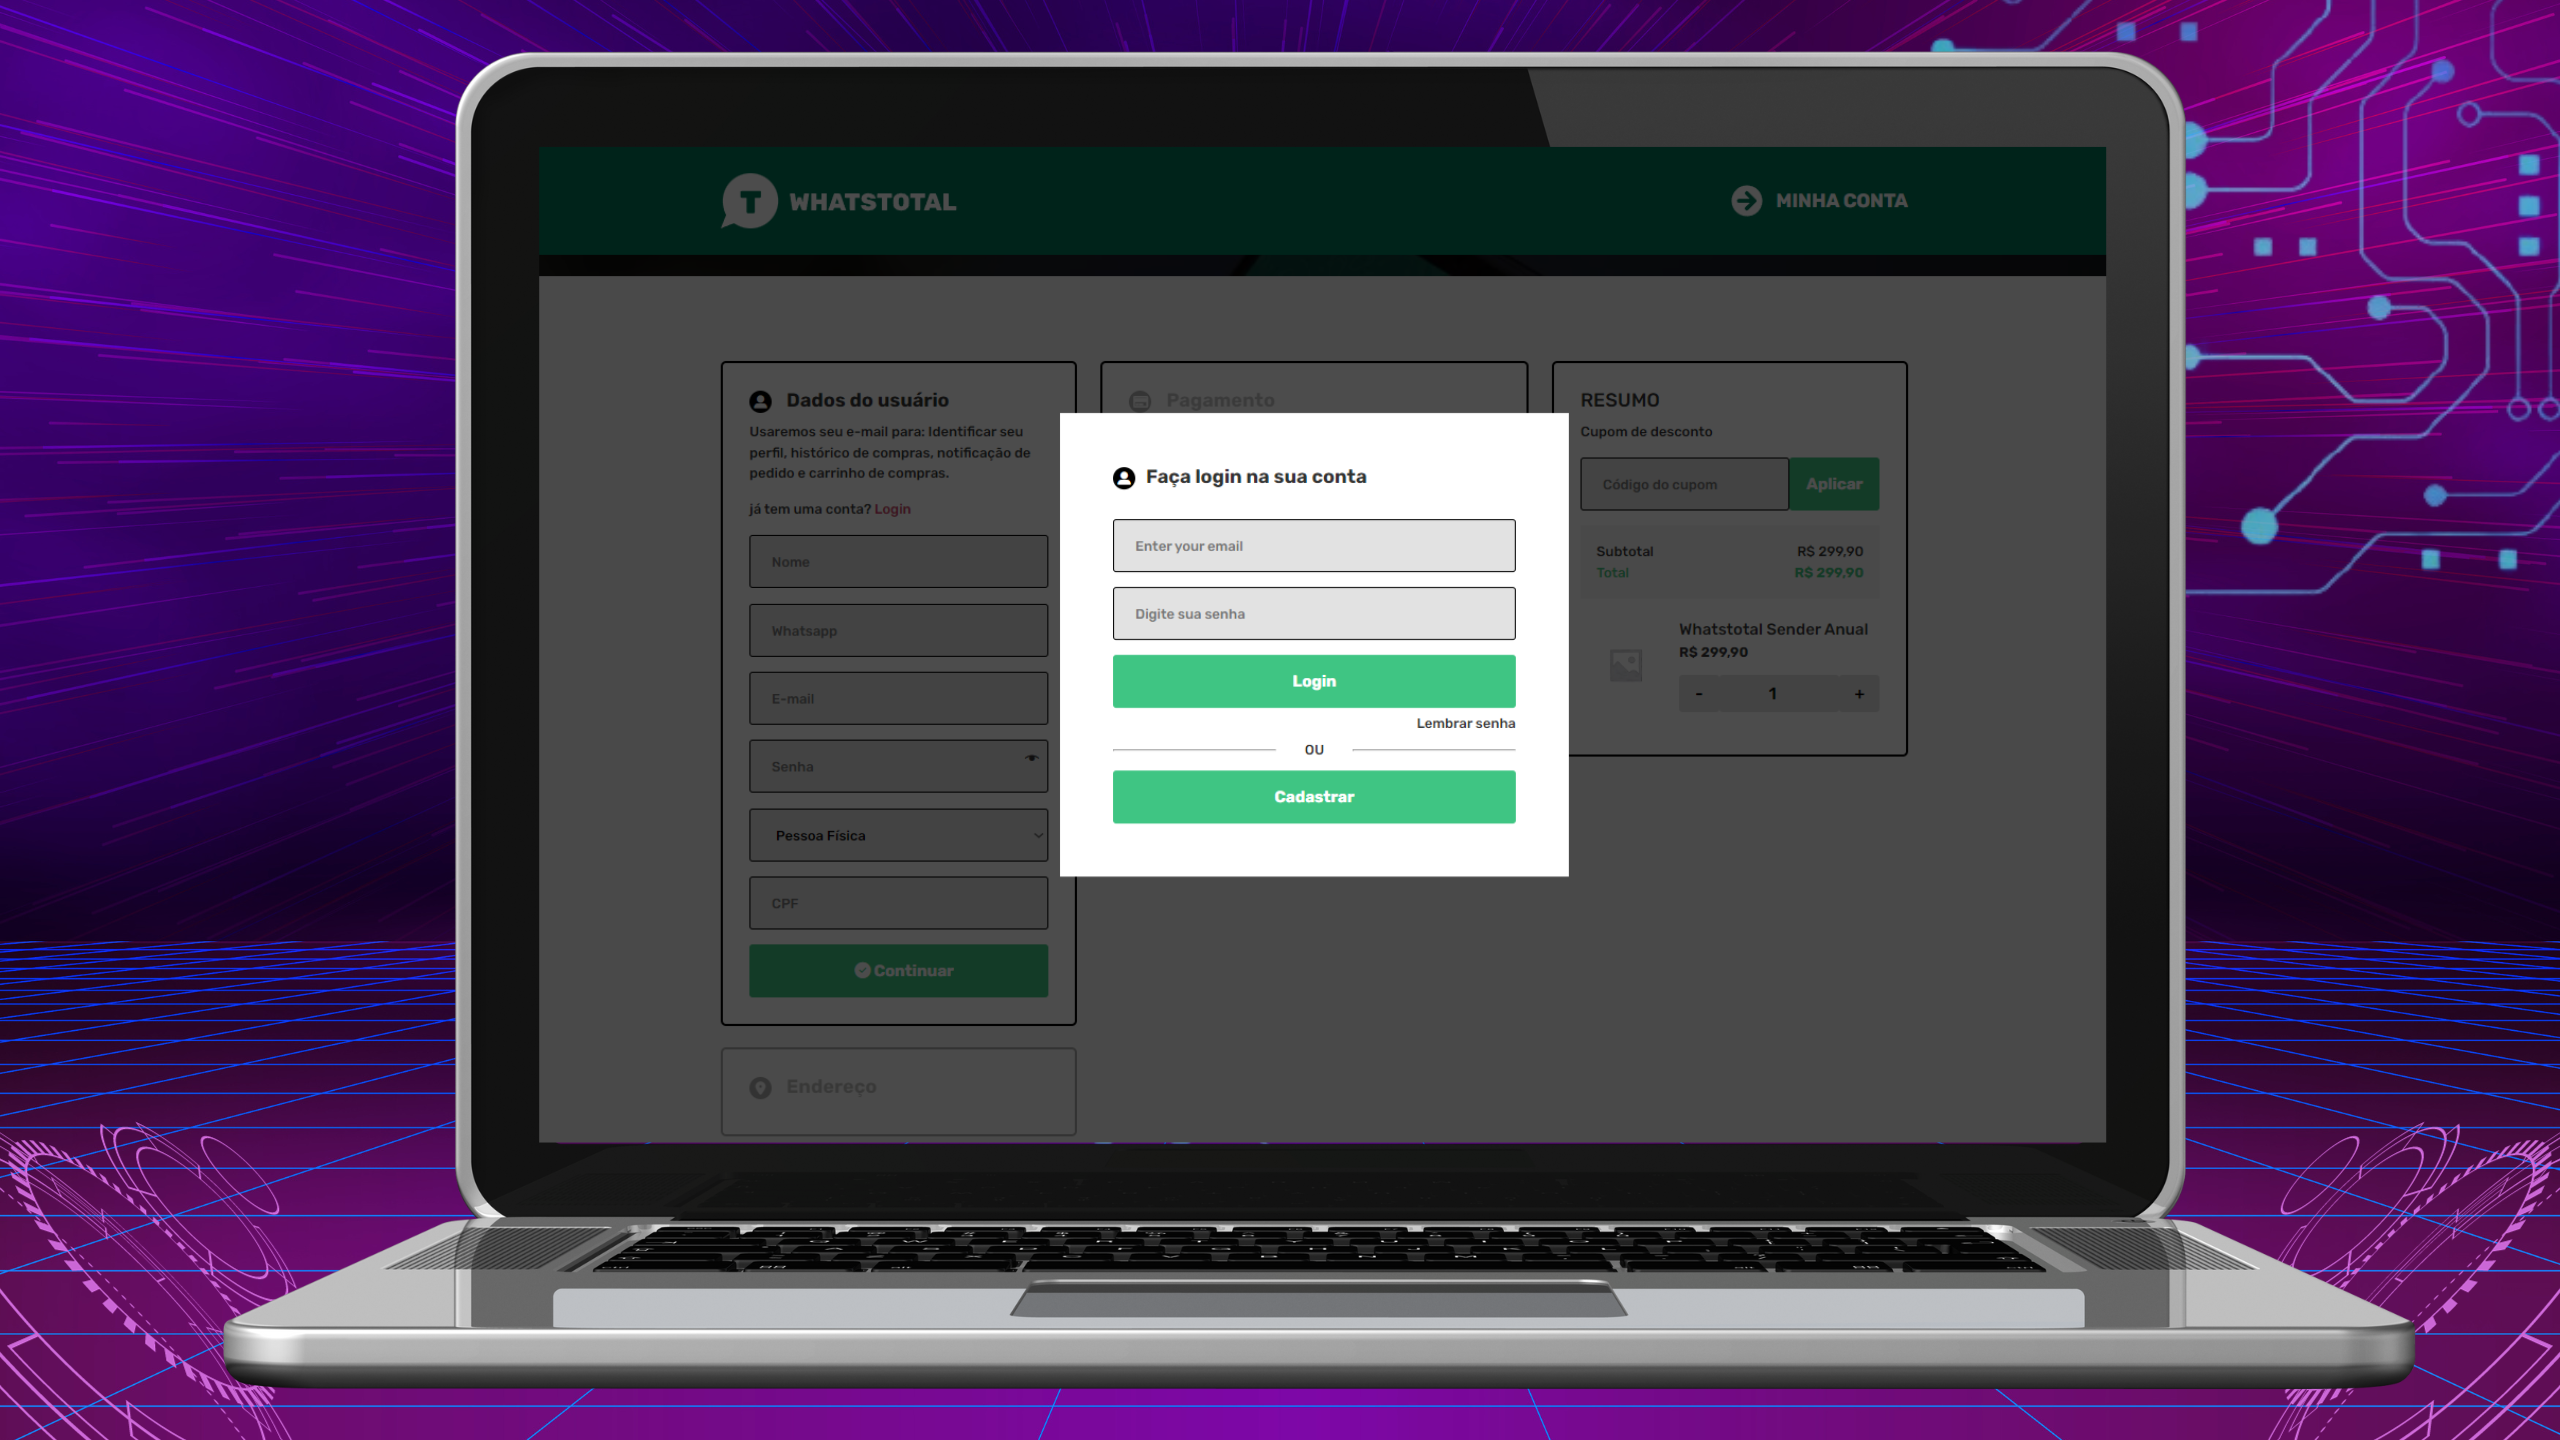 WHATSTOTAL
MINHA CONTA
Dados do usuário
Usaremos seu e-mail para: Identificar seu
perfil, histórico de compras, notificação de
pedido e carrinho de compras.
já tem uma conta? Login
Nome
Whatsapp
E-mail
Senha
Pessoa Física
CPF
Continuar
Endereço
Pagamento
Faça login na sua conta
Enter your email
Digite sua senha
Login
Lembrar senha
OU
Cadastrar
RESUMO
Cupom de desconto
Código do cupom
Aplicar
Subtotal R$ 299,90
Total R$ 299,90
Whatstotal Sender Anual
R$ 299,90
- 1 +